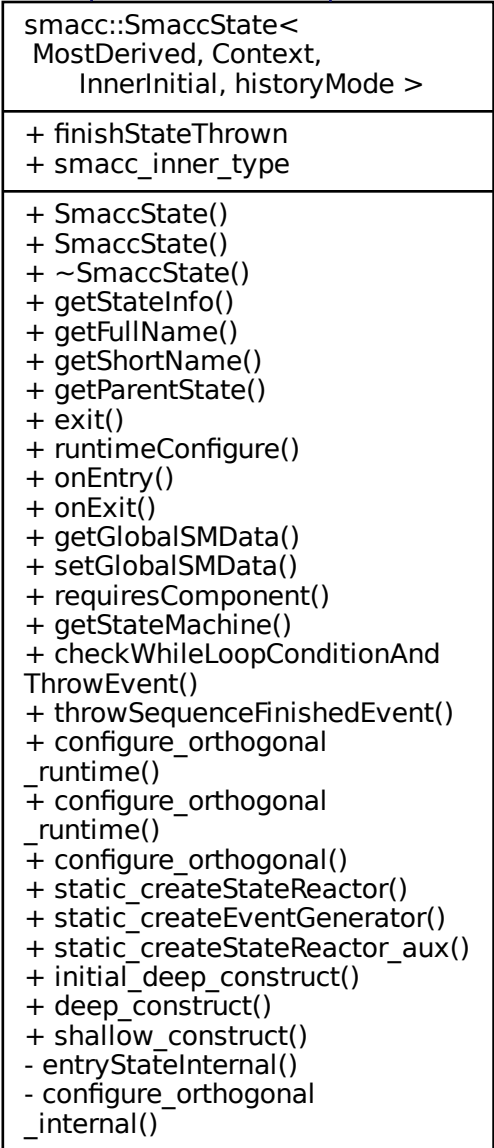 smacc::SmaccState<
MostDerived, Context,
InnerInitial, historyMode >
+ finishStateThrown
+ smacc_inner_type
+ SmaccState()
+ SmaccState()
+ ~SmaccState()
+ getStateInfo()
+ getFullName()
+ getShortName()
+ getParentState()
+ exit()
+ runtimeConfigure()
+ onEntry()
+ onExit()
+ getGlobalSMData()
+ setGlobalSMData()
+ requiresComponent()
+ getStateMachine()
+ checkWhileLoopConditionAnd
ThrowEvent()
+ throwSequenceFinishedEvent()
+ configure_orthogonal
_runtime()
+ configure_orthogonal
_runtime()
+ configure_orthogonal()
+ static_createStateReactor()
+ static_createEventGenerator()
+ static_createStateReactor_aux()
+ initial_deep_construct()
+ deep_construct()
+ shallow_construct()
- entryStateInternal()
- configure_orthogonal
_internal()